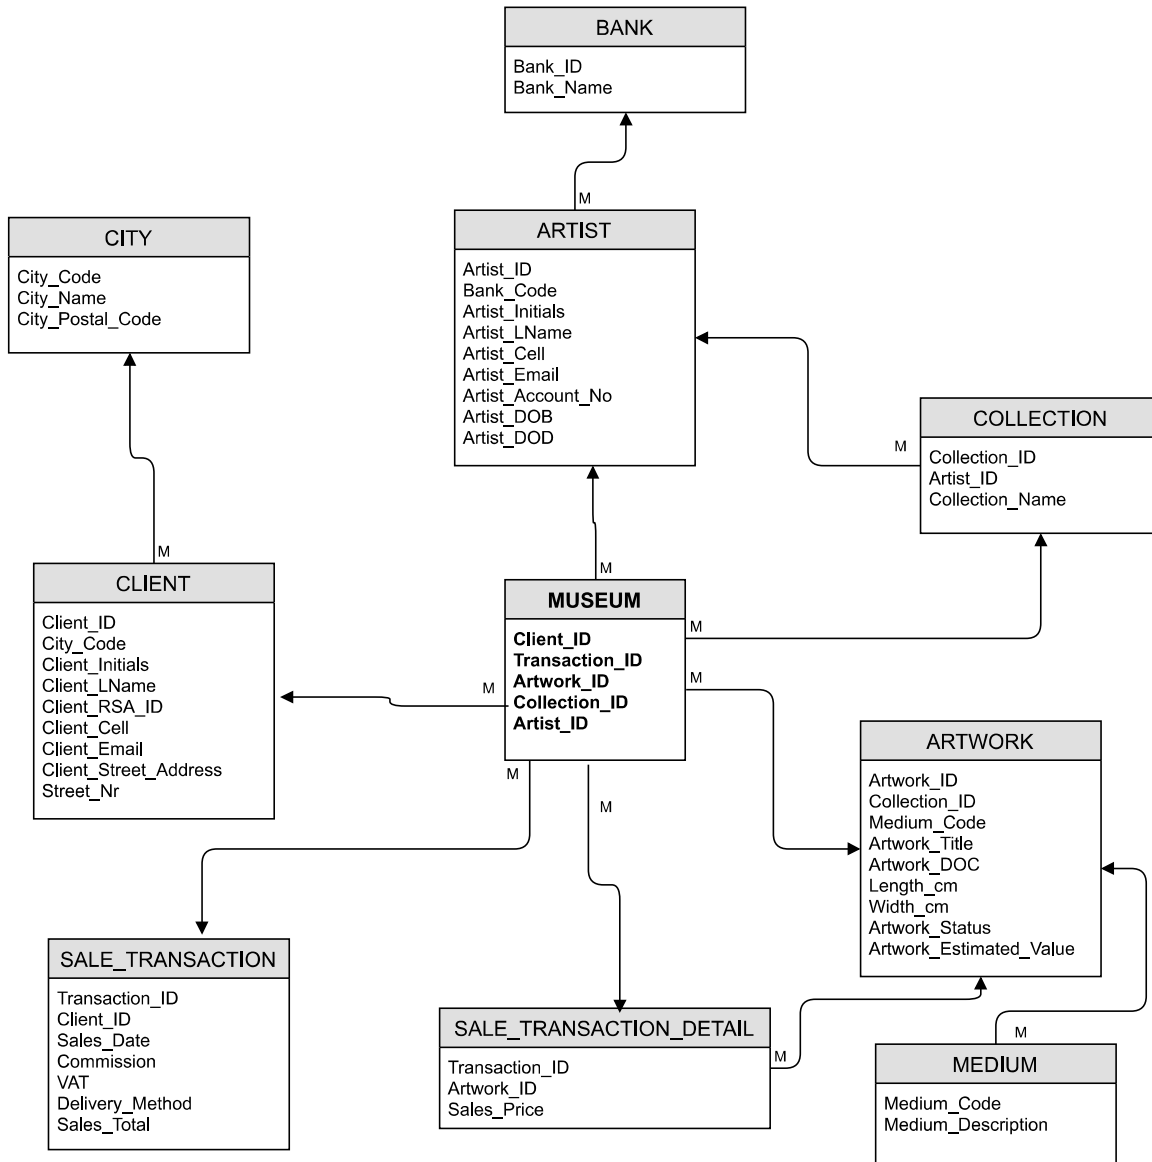 BANK
Bank_ID
Bank_Name
M
ARTIST
Artist_ID
Bank_Code
Artist_Initials
Artist_LName
Artist_Cell
Artist_Email
Artist_Account_No
Artist_DOB
Artist_DOD
CITY
City_Code
City_Name
City_Postal_Code
M
COLLECTION
Collection_ID
Artist_ID
Collection_Name
M
CLIENT
Client_ID
City_Code
Client_Initials
Client_LName
Client_RSA_ID
Client_Cell
Client_Email
Client_Street_Address
Street_Nr
M
MUSEUM
Client_ID
Transaction_ID
Artwork_ID
Collection_ID
Artist_ID
M
M
M
M
M
ARTWORK
Artwork_ID
Collection_ID
Medium_Code
Artwork_Title
Artwork_DOC
Length_cm
Width_cm
Artwork_Status
Artwork_Estimated_Value
SALE_TRANSACTION
Transaction_ID
Client_ID
Sales_Date
Commission
VAT
Delivery_Method
Sales_Total
SALE_TRANSACTION_DETAIL
Transaction_ID
Artwork_ID
Sales_Price
M
M
MEDIUM
Medium_Code
Medium_Description